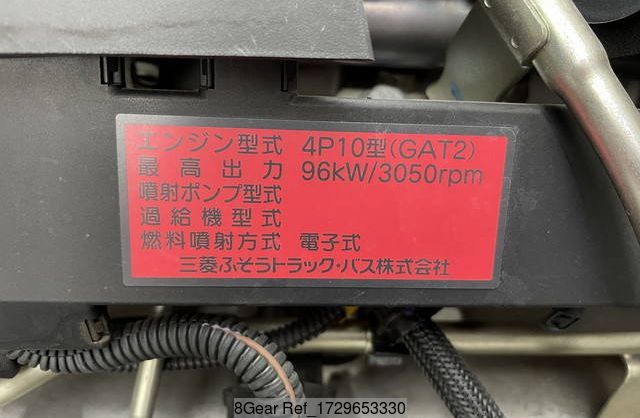 エンジン型式 4P10型(GAT2)
最高出力 96kW/3050rpm
噴射ポンプ型式
過給機型式
燃料噴射方式 電子式
三菱ふそうトラック・バス株式会社
8Gear Ref_1729653330